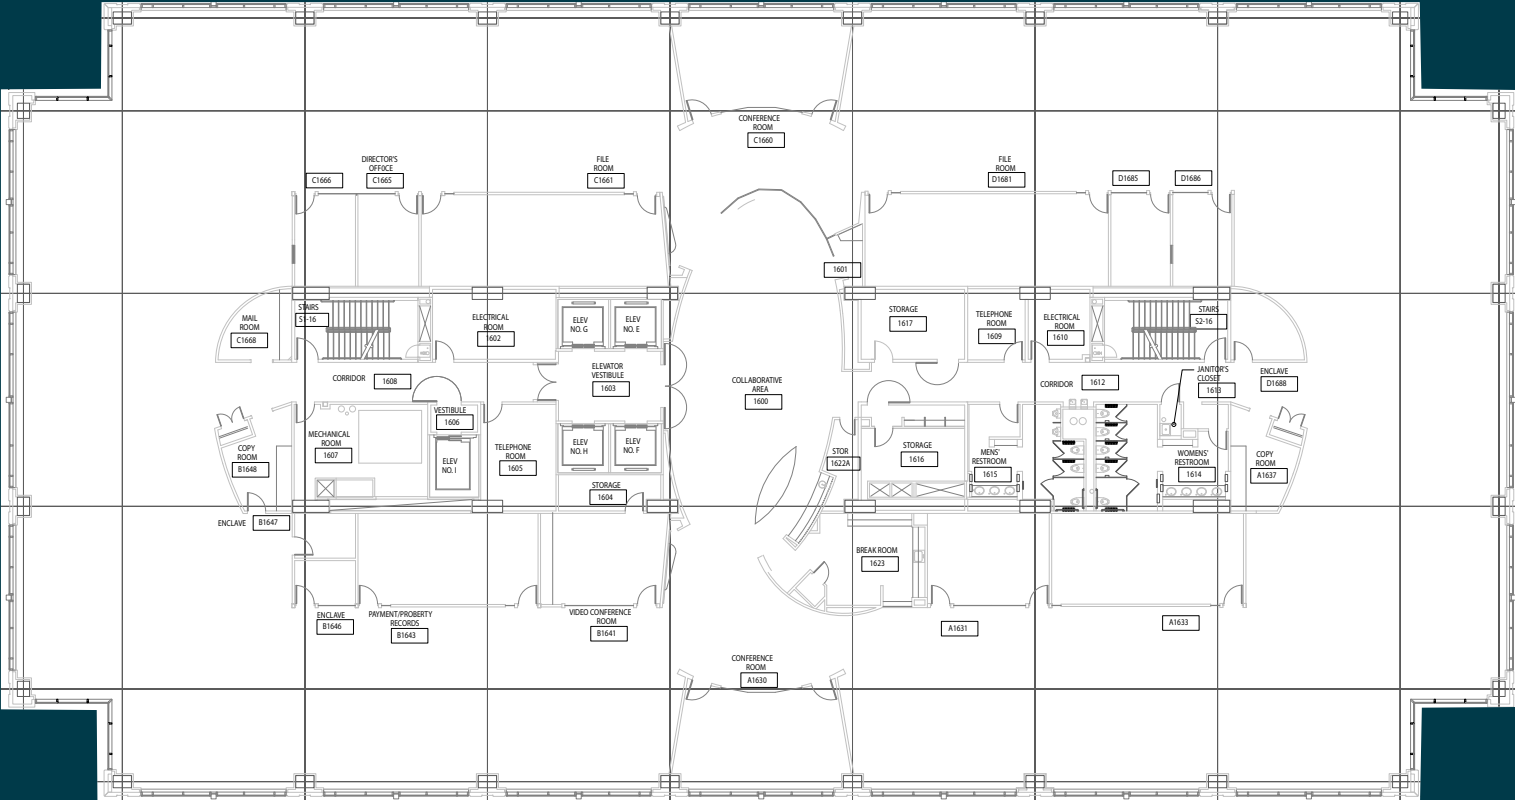 CONFERENCE
ROOM
C1660
DIRECTOR'S
OFF0CE
C1665
C1666
FILE
ROOM
C1661
FILE
ROOM
D1681
D1685
D1686
1601
MAIL
ROOM
C1668
STAIRS
S1-16
ELECTRICAL
ROOM
1602
ELEV
NO. G
ELEV
NO. E
STORAGE
1617
TELEPHONE
ROOM
1609
ELECTRICAL
ROOM
1610
STAIRS
S2-16
CORRIDOR
1608
ELEVATOR
VESTIBULE
1603
COLLABORATIVE
AREA
1600
CORRIDOR
1612
JANITOR'S
CLOSET
1613
ENCLAVE
D1688
VESTIBULE
1606
MECHANICAL
ROOM
1607
COPY
ROOM
B1648
ELEV
NO. I
TELEPHONE
ROOM
1605
ELEV
NO. H
ELEV
NO. F
STORAGE
1604
STOR
1622A
STORAGE
1616
MENS'
RESTROOM
1615
WOMENS'
RESTROOM
1614
COPY
ROOM
A1637
ENCLAVE
B1647
BREAK ROOM
1623
ENCLAVE
B1646
PAYMENT/PROPERTY
RECORDS
B1643
VIDEO CONFERENCE
ROOM
B1641
A1631
A1633
CONFERENCE
ROOM
A1630